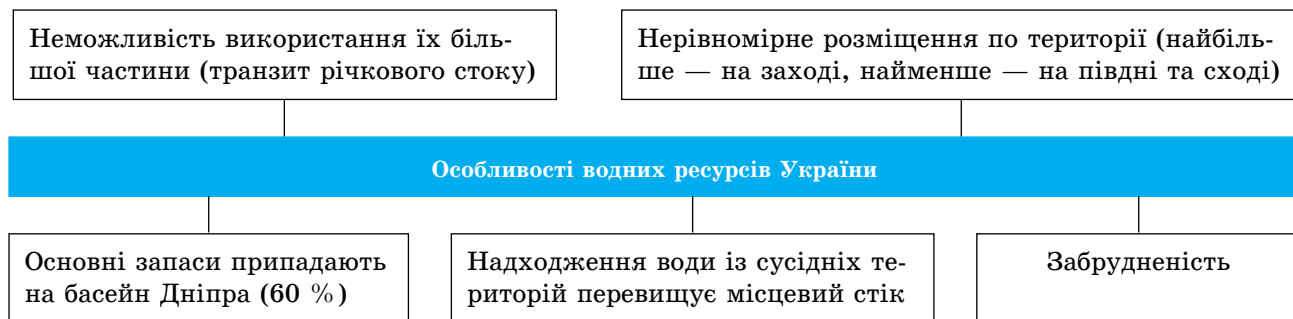 Неможливість використання їх біль-
шої частини (транзит річкового стоку)
Нерівномірне розміщення по території (найбіль-
ше — на заході, найменше — на півдні та сході)
Особливості водних ресурсів України
Основні запаси припадають
на басейн Дніпра (60 %)
Надходження води із сусідніх те-
риторій перевищує місцевий стік
Забрудненість